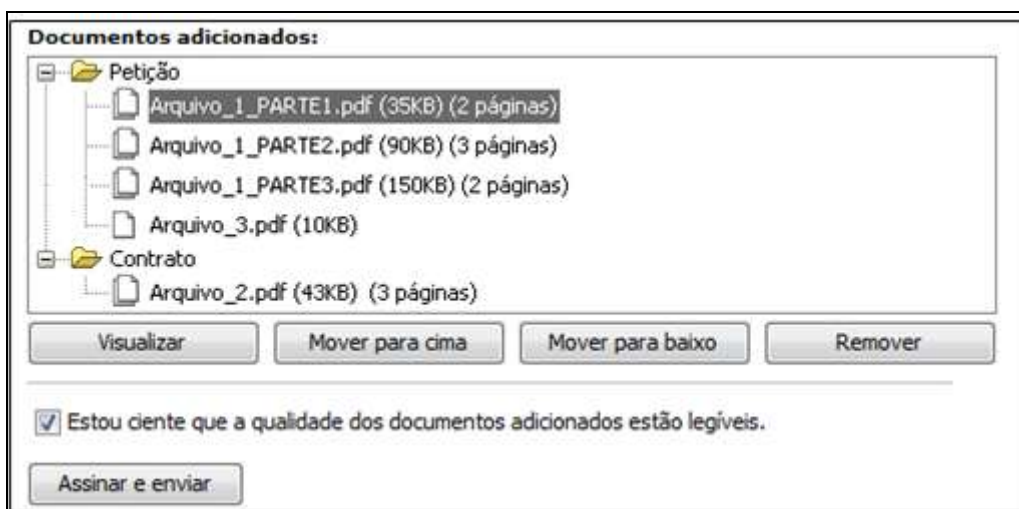 Documentos adicionados:
Petição
Arquivo_1_PARTE1.pdf (35KB) (2 páginas)
Arquivo_1_PARTE2.pdf (90KB) (3 páginas)
Arquivo_1_PARTE3.pdf (150KB) (2 páginas)
Arquivo_3.pdf (10KB)
Contrato
Arquivo_2.pdf (43KB) (3 páginas)
Visualizar Mover para cima Mover para baixo Remover
Estou ciente que a qualidade dos documentos adicionados estão legíveis.
Assinar e enviar